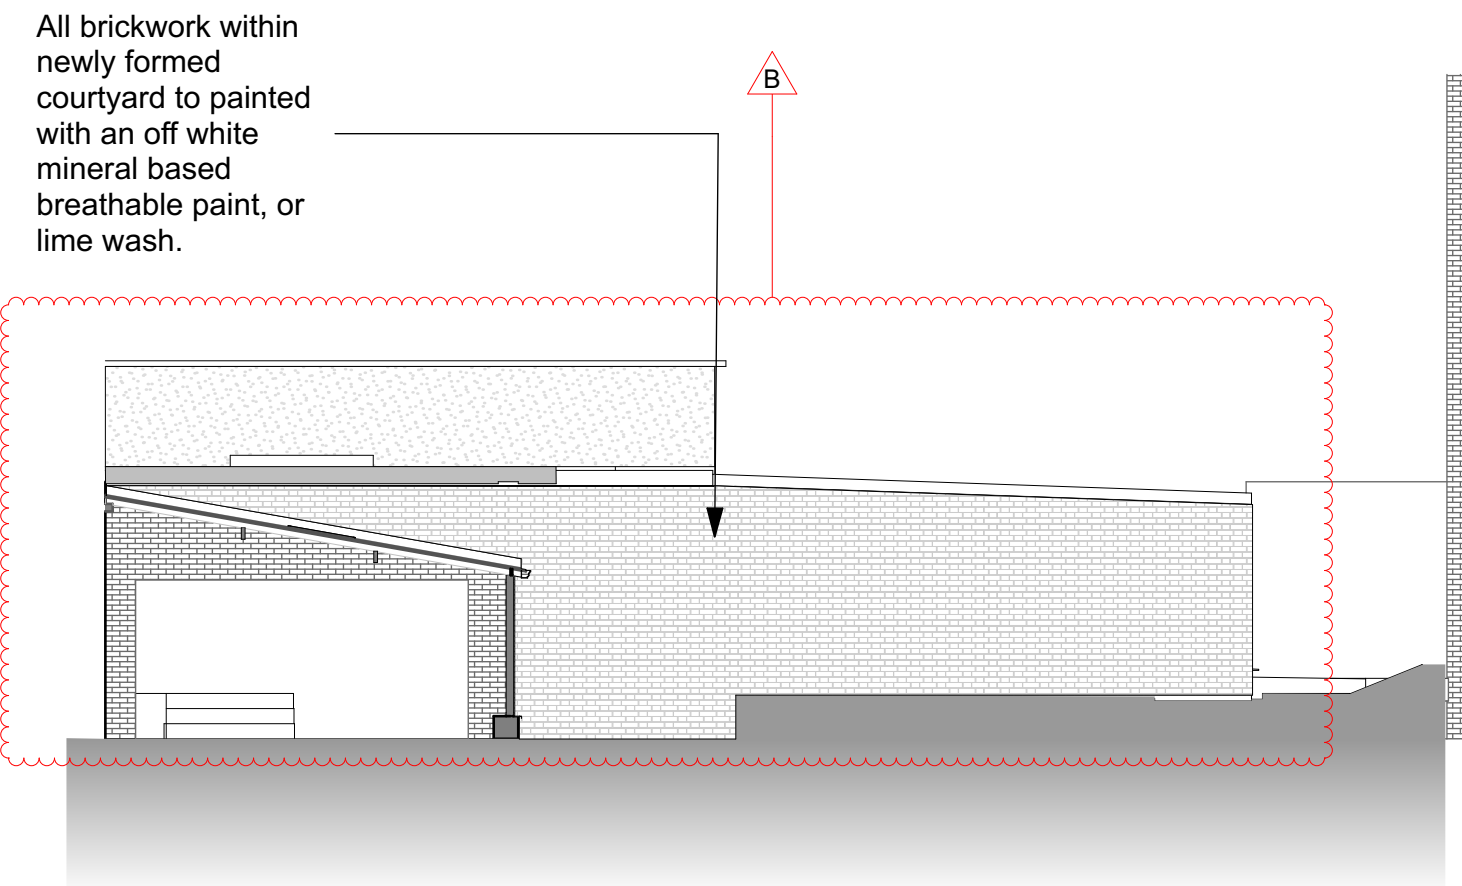 All brickwork within
newly formed
courtyard to painted
with an off white
mineral based
breathable paint, or
lime wash.
B